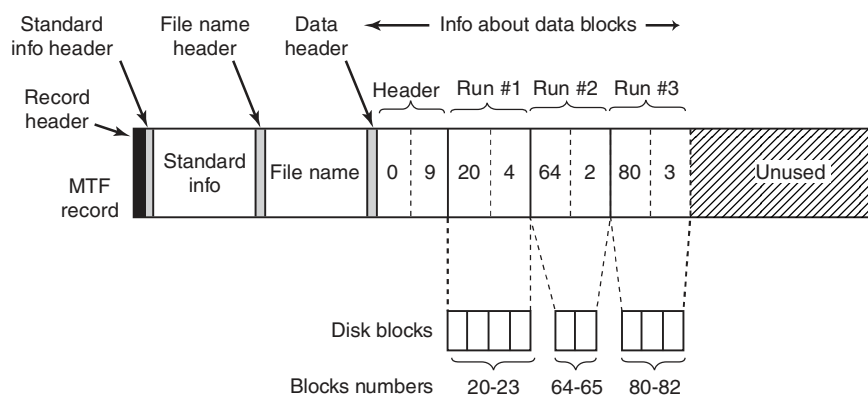 Standard
info header
File name
header
Data
header
Info about data blocks
Record
header
Header
Run #1
Run #2
Run #3
MTF
record
Standard
info
File name
0 9 20 4 64 2 80 3
Unused
Disk blocks
Blocks numbers 20-23 64-65 80-82